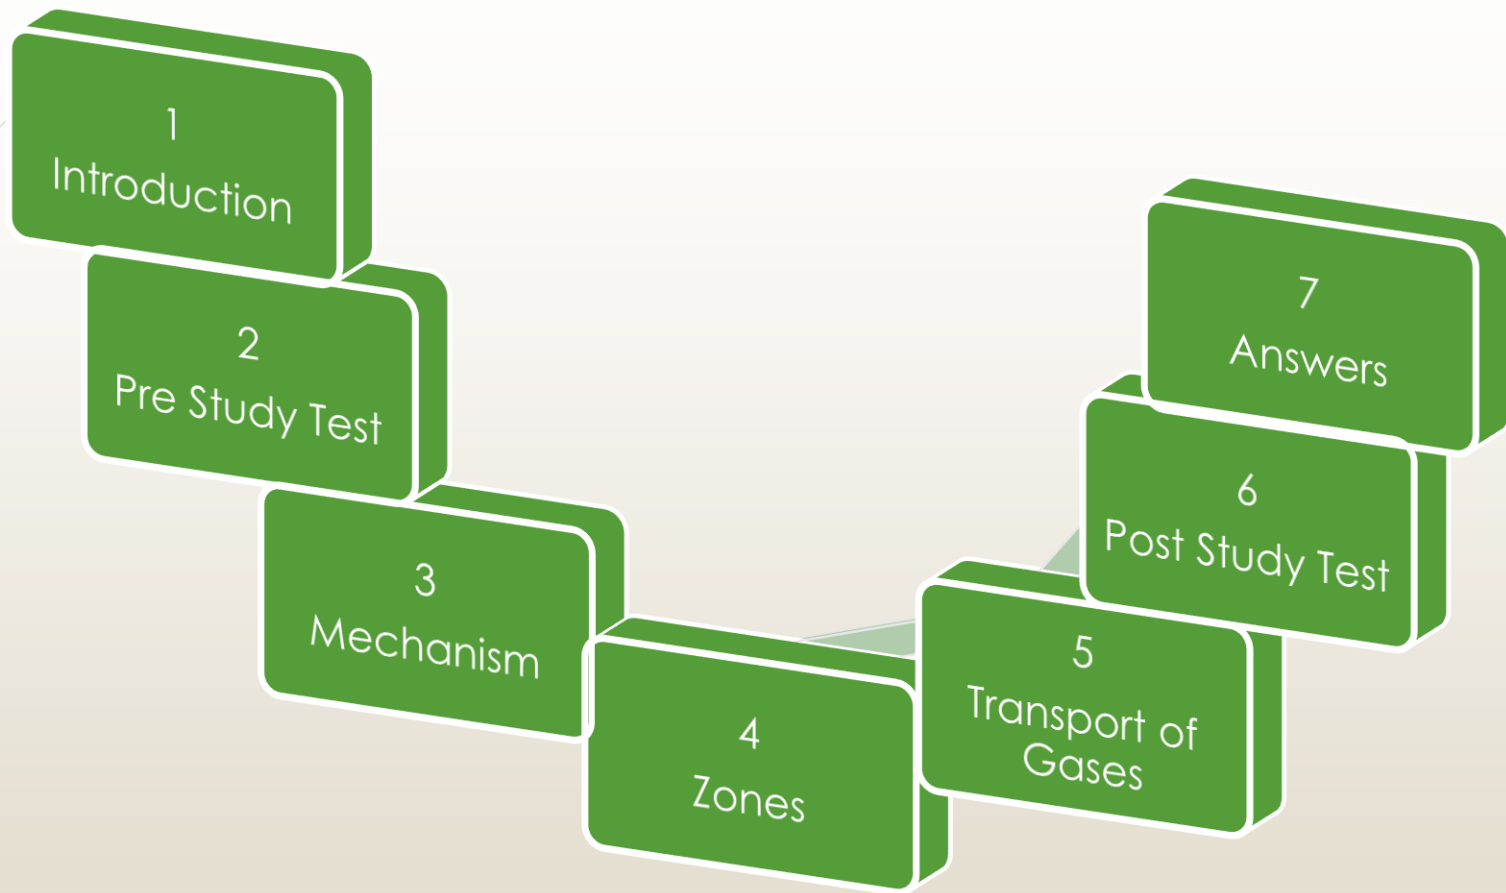 1
Introduction
2
Pre Study Test
3
Mechanism
4
Zones
5
Transport of
Gases
6
Post Study Test
7
Answers